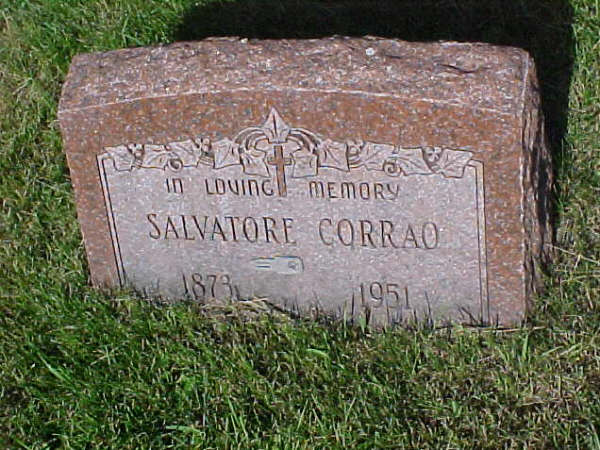 IN LOVING MEMORY
SALVATORE CORRAO
1873 1951